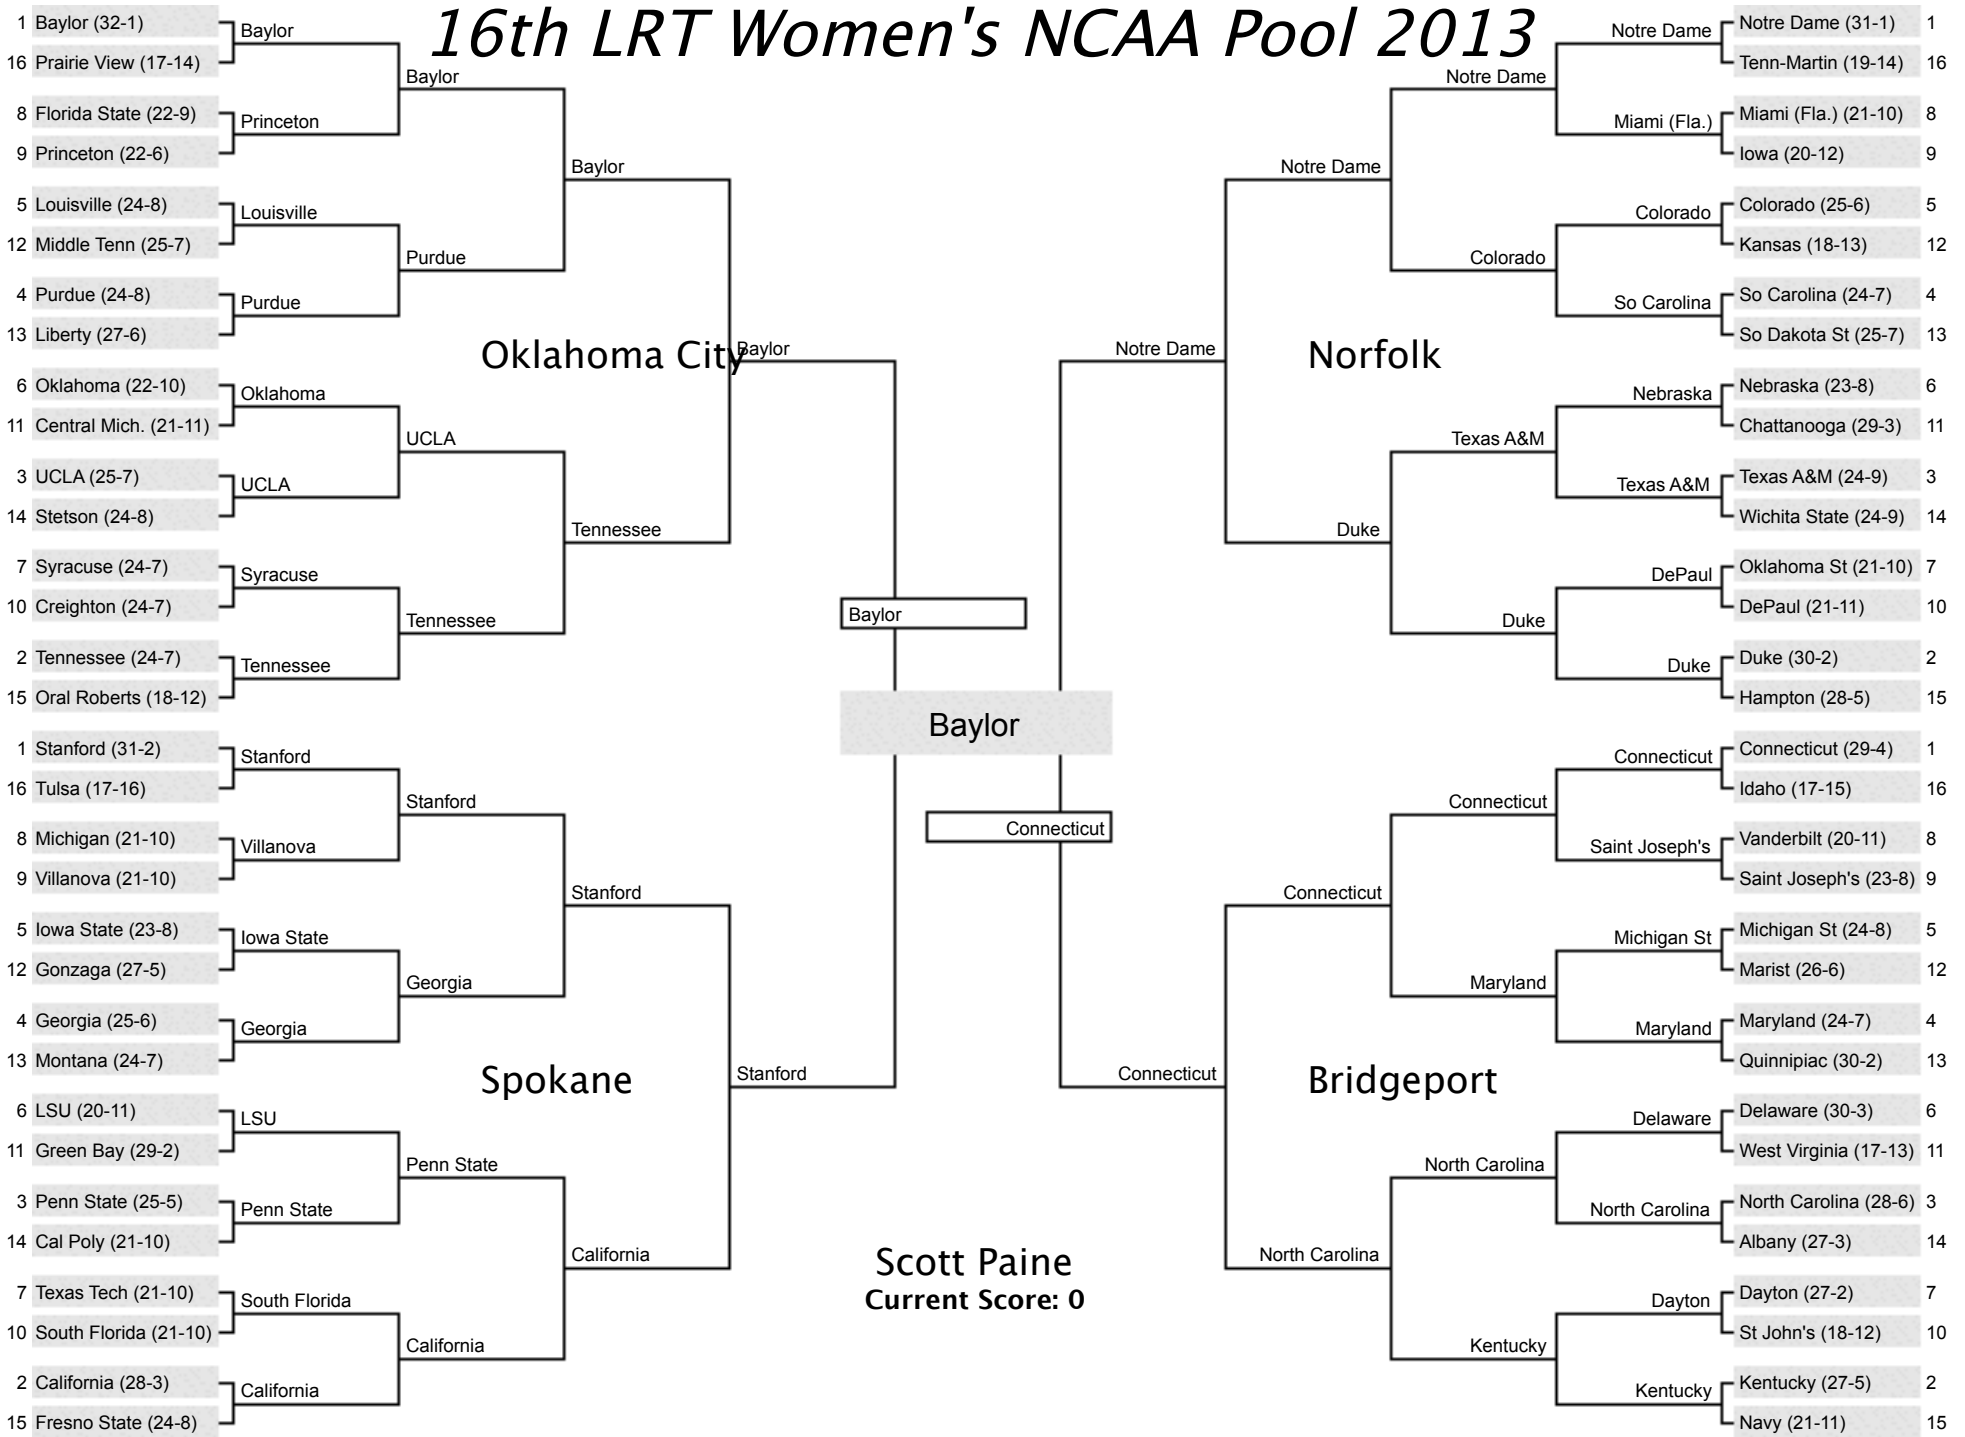 16th LRT Women's NCAA Pool 2013
1 Baylor (32-1)
16 Prairie View (17-14)
8 Florida State (22-9)
9 Princeton (22-6)
5 Louisville (24-8)
12 Middle Tenn (25-7)
4 Purdue (24-8)
13 Liberty (27-6)
6 Oklahoma (22-10)
11 Central Mich. (21-11)
3 UCLA (25-7)
14 Stetson (24-8)
7 Syracuse (24-7)
10 Creighton (24-7)
2 Tennessee (24-7)
15 Oral Roberts (18-12)
Baylor
Princeton
Louisville
Purdue
Oklahoma
UCLA
Syracuse
Tennessee
Baylor
Purdue
UCLA
Tennessee
Baylor
Tennessee
Oklahoma City
Baylor
1 Stanford (31-2)
16 Tulsa (17-16)
8 Michigan (21-10)
9 Villanova (21-10)
5 Iowa State (23-8)
12 Gonzaga (27-5)
4 Georgia (25-6)
13 Montana (24-7)
6 LSU (20-11)
11 Green Bay (29-2)
3 Penn State (25-5)
14 Cal Poly (21-10)
7 Texas Tech (21-10)
10 South Florida (21-10)
2 California (28-3)
15 Fresno State (24-8)
Stanford
Villanova
Iowa State
Georgia
LSU
Penn State
South Florida
California
Stanford
Georgia
Penn State
California
Stanford
California
Spokane
Stanford
Baylor
Baylor
Connecticut
Scott Paine
Current Score: 0
Notre Dame
Norfolk
Notre Dame
Duke
Notre Dame
Colorado
Texas A&M
Duke
Notre Dame
Miami (Fla.)
Colorado
So Carolina
Nebraska
Texas A&M
DePaul
Duke
Notre Dame (31-1) 1
Tenn-Martin (19-14) 16
Miami (Fla.) (21-10) 8
Iowa (20-12) 9
Colorado (25-6) 5
Kansas (18-13) 12
So Carolina (24-7) 4
So Dakota St (25-7) 13
Nebraska (23-8) 6
Chattanooga (29-3) 11
Texas A&M (24-9) 3
Wichita State (24-9) 14
Oklahoma St (21-10) 7
DePaul (21-11) 10
Duke (30-2) 2
Hampton (28-5) 15
Connecticut
Bridgeport
Connecticut
North Carolina
Connecticut
Maryland
North Carolina
Kentucky
Connecticut
Saint Joseph's
Michigan St
Maryland
Delaware
North Carolina
Dayton
Kentucky
Connecticut (29-4) 1
Idaho (17-15) 16
Vanderbilt (20-11) 8
Saint Joseph's (23-8) 9
Michigan St (24-8) 5
Marist (26-6) 12
Maryland (24-7) 4
Quinnipiac (30-2) 13
Delaware (30-3) 6
West Virginia (17-13) 11
North Carolina (28-6) 3
Albany (27-3) 14
Dayton (27-2) 7
St John's (18-12) 10
Kentucky (27-5) 2
Navy (21-11) 15